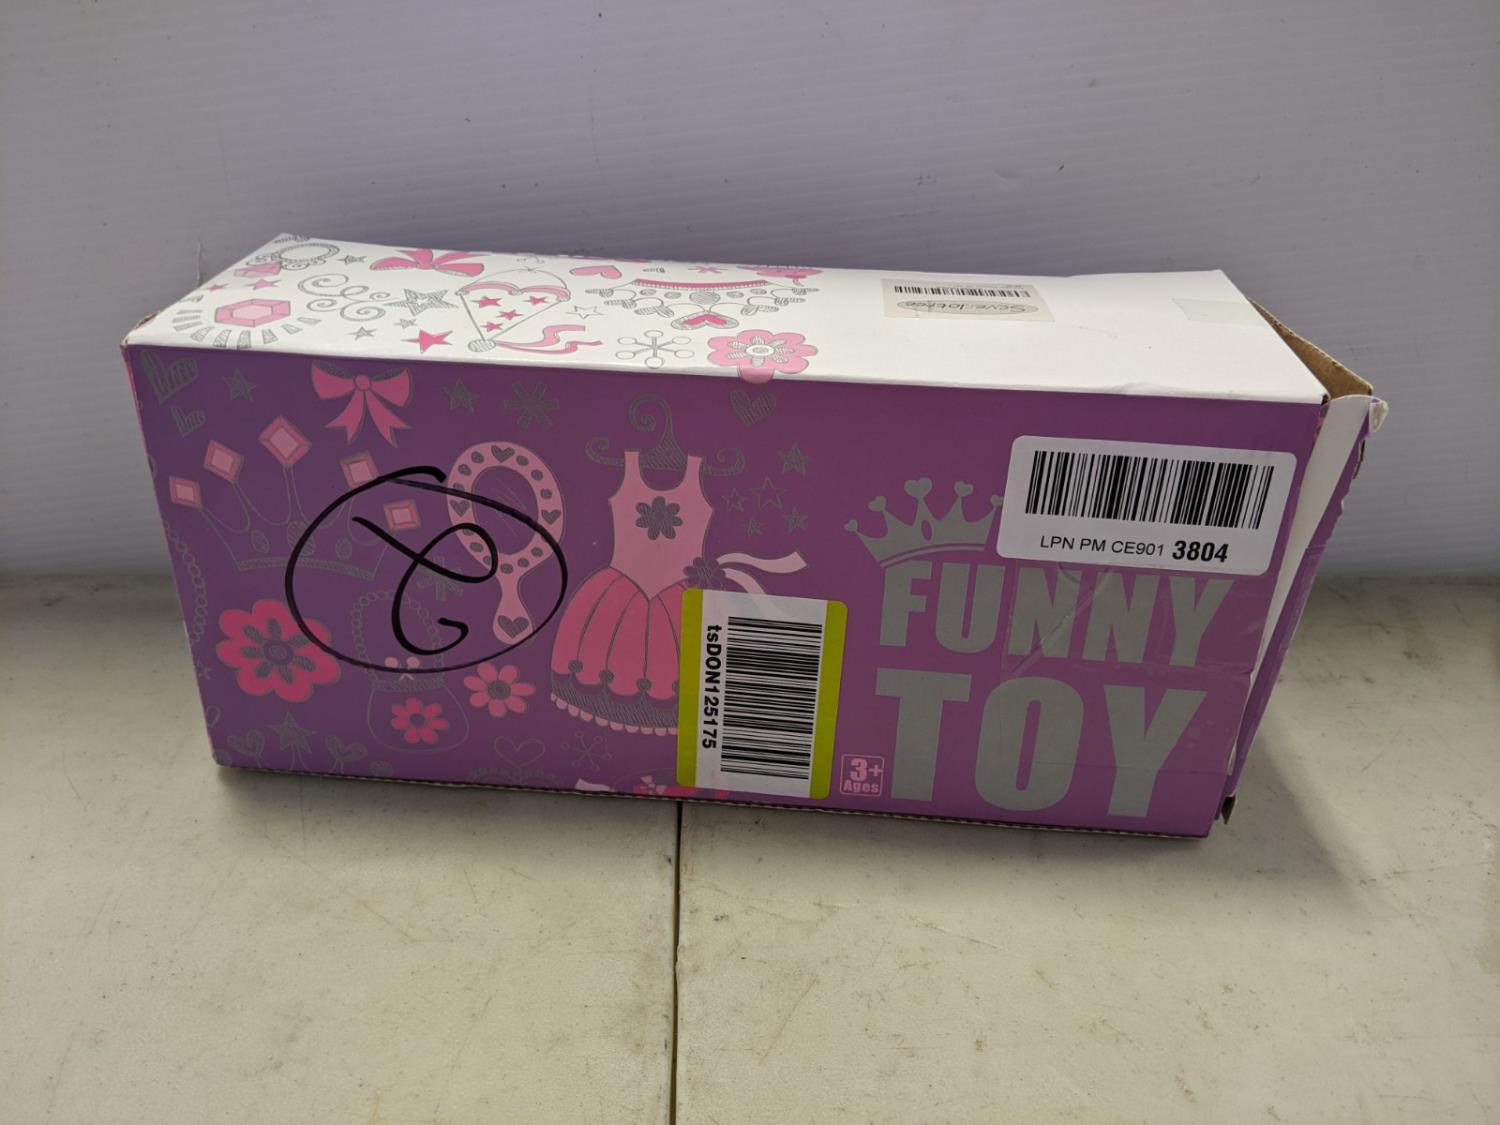 LPN PM CE901 3804
FUNNY
TOY
3+
Ages
tsDON125175